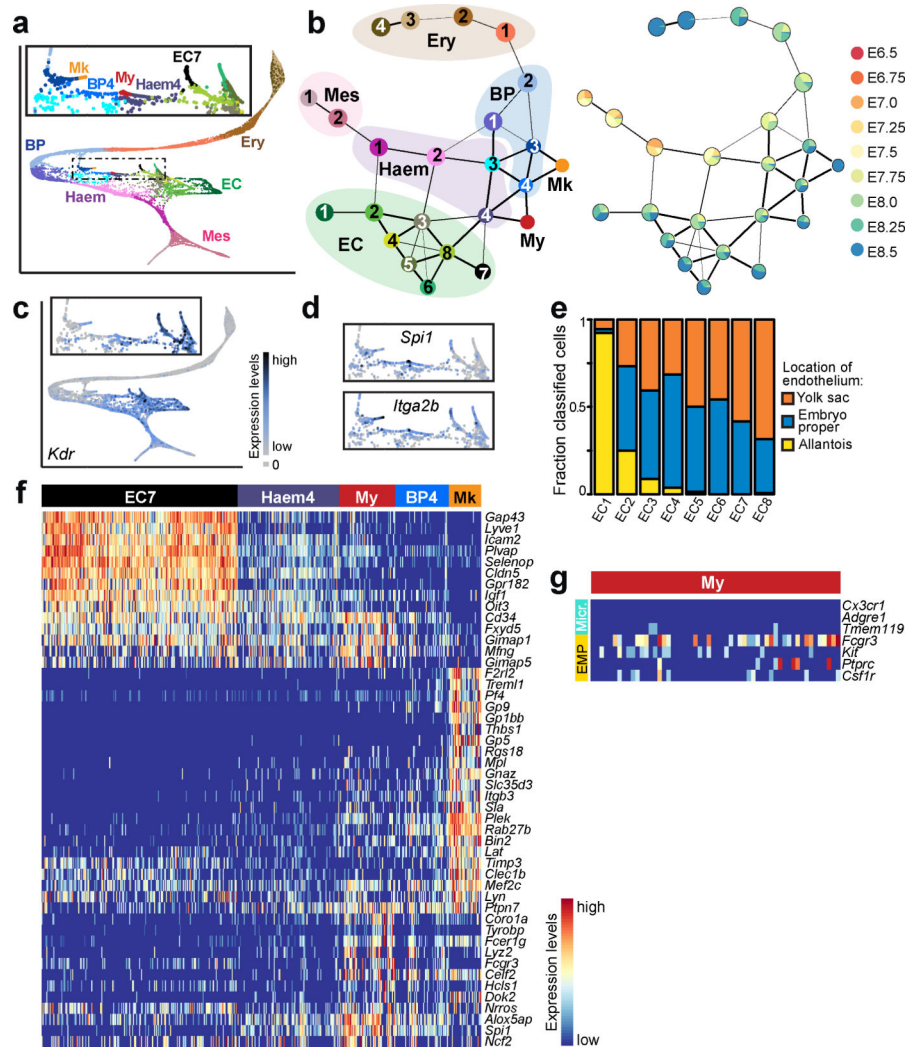 a
EC7
My
Mk
BP4
Haem4
BP
Ery
EC
Haem
Mes
b
4
3
2
1
Ery
2
BP
1
Mes
2
1
3
1
2
3
Haem
4
Mk
4
My
1
2
3
EC
4
8
5
7
6
E6.5
E6.75
E7.0
E7.25
E7.5
E7.75
E8.0
E8.25
E8.5
c
high
Expression levels
low
0
Kdr
d
Spi1
Itga2b
e
1
0.5
0
Fraction classified cells
EC1
EC2
EC3
EC4
EC5
EC6
EC7
EC8
Location of
endothelium:
Yolk sac
Embryo
proper
Allantois
f
EC7
Haem4
My
BP4
Mk
Gap43
Lyve1
Icam2
Plvap
Selenop
Cldn5
Gpr182
Igf1
Oit3
Cd34
Fxyd5
Gimap1
Mfng
Gimap5
F2rl2
Treml1
Pf4
Gp9
Gp1bb
Thbs1
Gp5
Rgs18
Mpl
Gnaz
Slc35d3
Itgb3
Sla
Plek
Rab27b
Bin2
Lat
Timp3
Clec1b
Mef2c
Lyn
Ptpn7
Coro1a
Tyrobp
Fcer1g
Lyz2
Fcgr3
Celf2
Hcls1
Dok2
Nrros
Alox5ap
Spi1
Ncf2
high
Expression levels
low
g
My
Micr.
EMP
Cx3cr1
Adgre1
Tmem119
Fcgr3
Kit
Ptprc
Csf1r